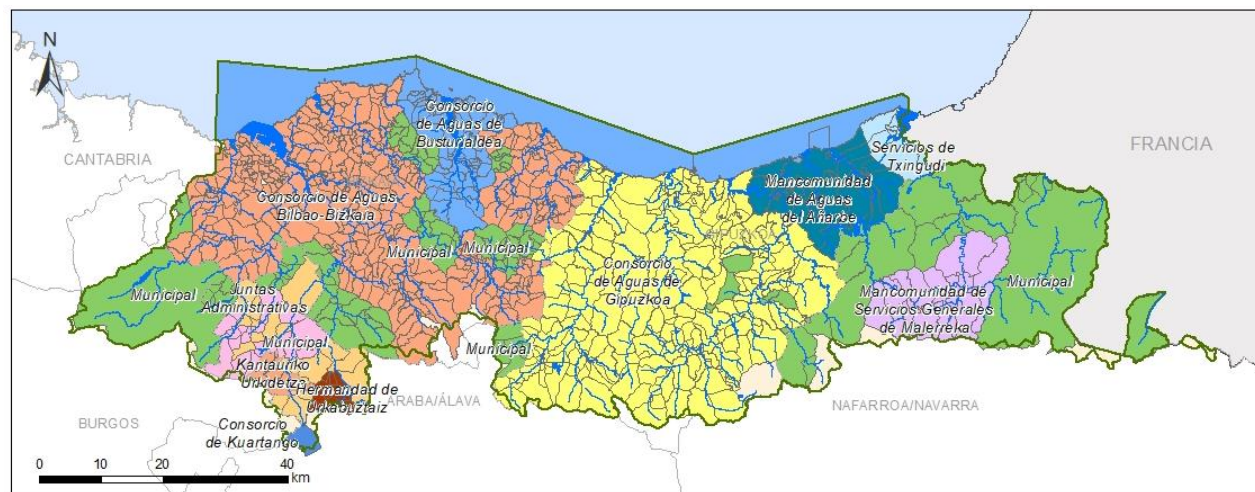 N
CANTABRIA
FRANCIA
Consorcio
de Aguas de
Busturialdea
Servicios de
Txingudi
Consorcio de Aguas
Bilbao-Bizkaia
Mancomunidad
de Aguas
del Añarbe
GIPUZKOA
Municipal
Municipal
Consorcio
de Aguas de
Gipuzkoa
Municipal
Juntas
Administrativas
Mancomunidad de
Servicios Generales
de Malerreka
Municipal
Municipal
Municipal
Kantauriko
Urkidetza
Hermandad de
Urkabuztaiz
ARABA/ÁLAVA
NAFARROA/NAVARRA
BURGOS
Consorcio
de Kuartango
0 10 20 40
km